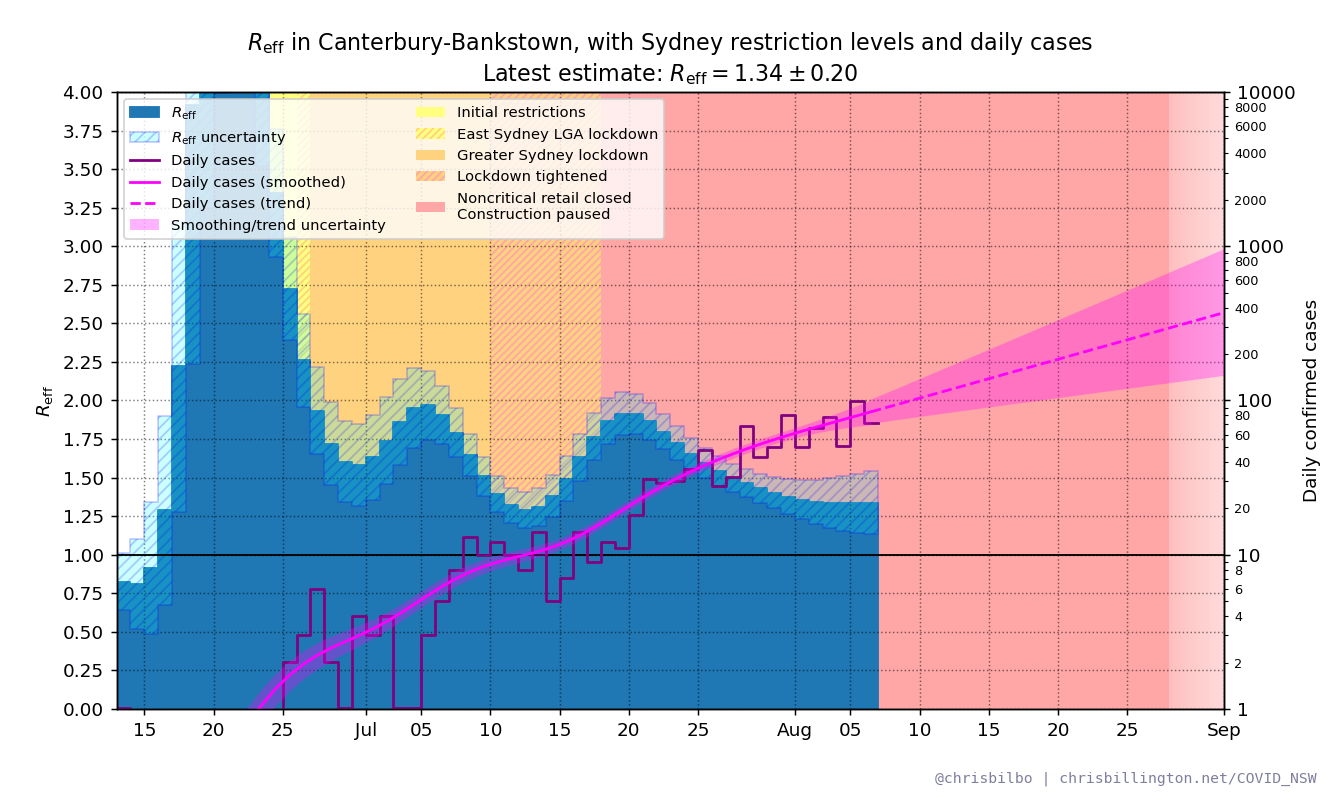 Reff in Canterbury-Bankstown, with Sydney restriction levels and daily cases
Latest estimate: Reff = 1.34 ± 0.20
Reff
Reff uncertainty
Daily cases
Daily cases (smoothed)
Daily cases (trend)
Smoothing/trend uncertainty
Initial restrictions
East Sydney LGA lockdown
Greater Sydney lockdown
Lockdown tightened
Noncritical retail closed
Construction paused
Reff
4.00
3.75
3.50
3.25
3.00
2.75
2.50
2.25
2.00
1.75
1.50
1.25
1.00
0.75
0.50
0.25
0.00
10000
8000
6000
4000
2000
1000
800
600
400
200
100
80
60
40
20
10
8
6
4
2
1
Daily confirmed cases
15 20 25 Jul 05 10 15 20 25 Aug 05 10 15 20 25 Sep
@chrisbilbo | chrisbillington.net/COVID_NSW